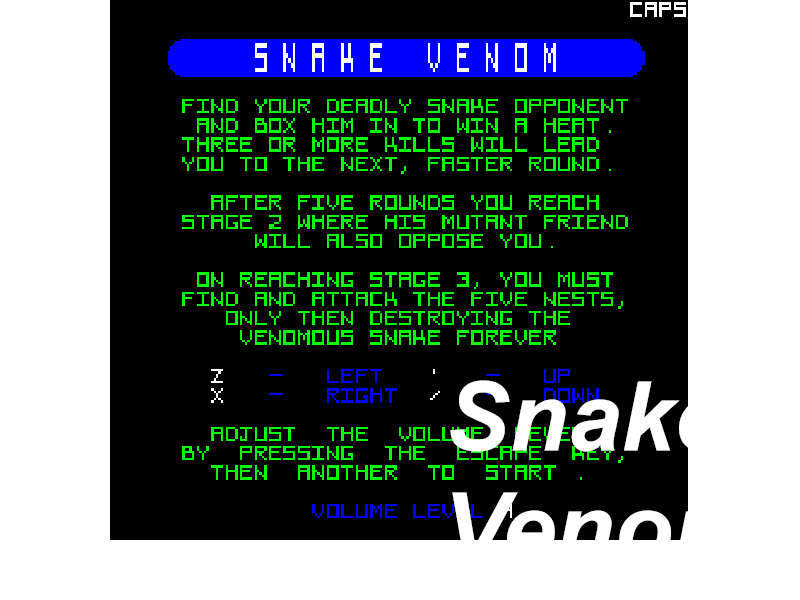 CAPS
SNAKE VENOM
FIND YOUR DEADLY SNAKE OPPONENT
AND BOX HIM IN TO WIN A HEAT.
THREE OR MORE KILLS WILL LEAD
YOU TO THE NEXT, FASTER ROUND.
AFTER FIVE ROUNDS YOU REACH
STAGE 2 WHERE HIS MUTANT FRIEND
WILL ALSO OPPOSE YOU.
ON REACHING STAGE 3, YOU MUST
FIND AND ATTACK THE FIVE NESTS,
ONLY THEN DESTROYING THE
VENOMOUS SNAKE FOREVER
Z - LEFT ' - UP
X - RIGHT / - DOWN
ADJUST THE VOLUME LEVEL
BY PRESSING THE ESCAPE KEY,
THEN ANOTHER TO START .
VOLUME LEVEL
Snake
Venom